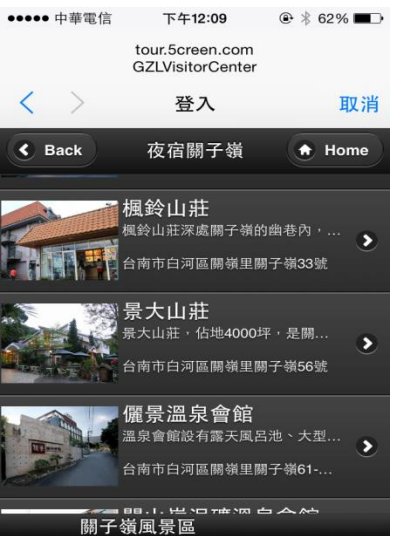 中華電信 下午12:09 62%
tour.5creen.com
GZLVisitorCenter
登入 取消
Back 夜宿關子嶺 Home
楓鈴山莊
楓鈴山莊深處關子嶺的幽巷內，...
台南市白河區關嶺里關子嶺33號
景大山莊
景大山莊，佔地4000坪，是關...
台南市白河區關嶺里關子嶺56號
儷景溫泉會館
溫泉會館設有露天風呂池、大型...
台南市白河區關嶺里關子嶺61-...
關子嶺風景區